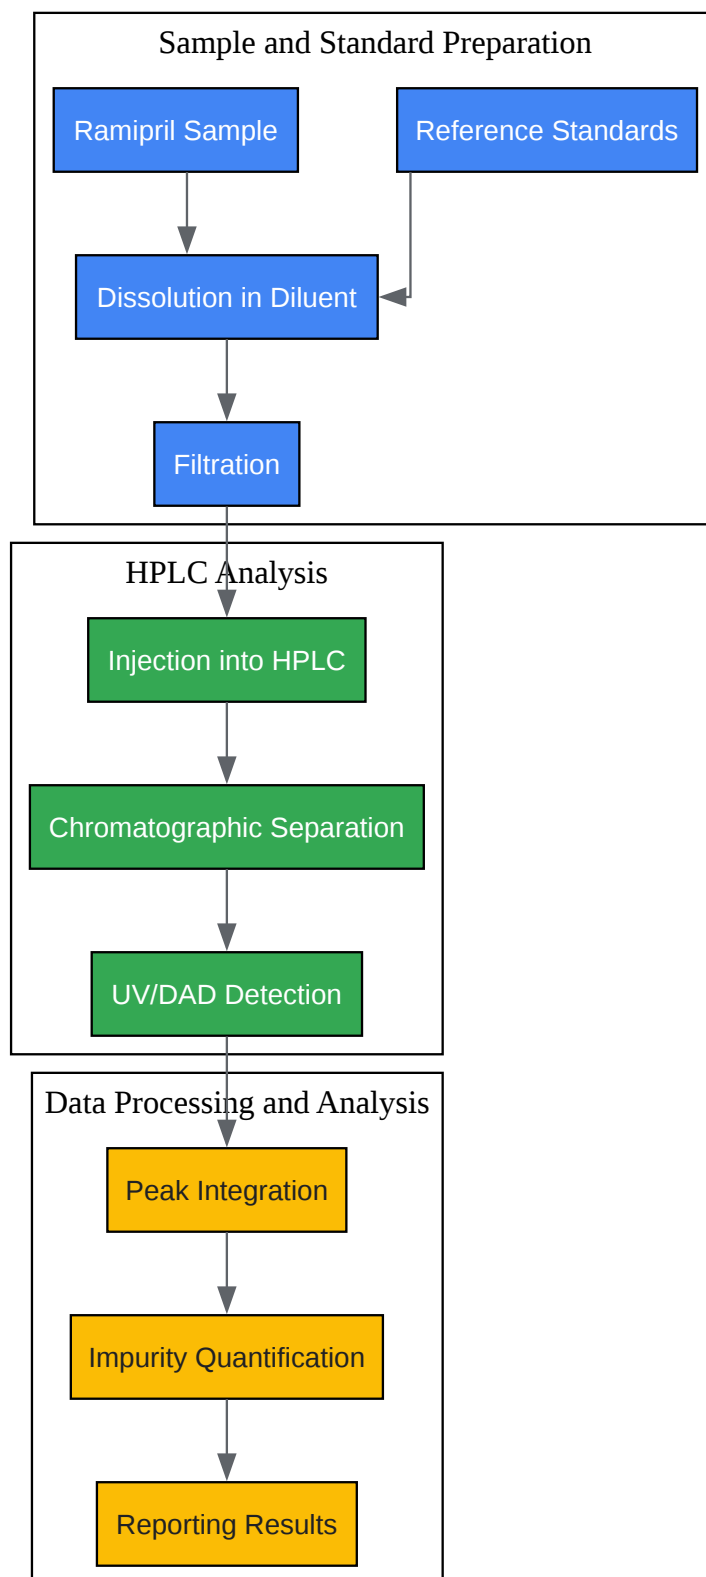 Sample and Standard Preparation
Ramipril Sample
Reference Standards
Dissolution in Diluent
Filtration
HPLC Analysis
Injection into HPLC
Chromatographic Separation
UV/DAD Detection
Data Processing and Analysis
Peak Integration
Impurity Quantification
Reporting Results